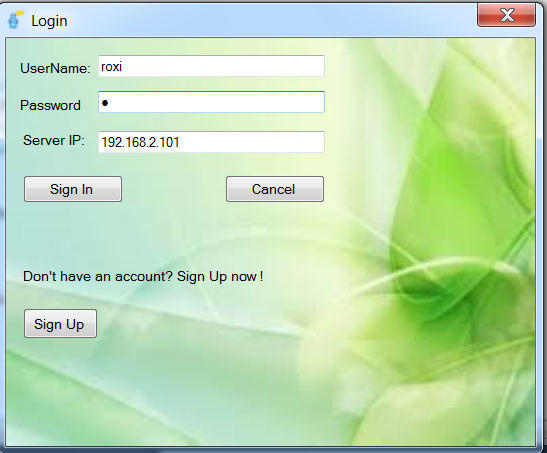 Login
UserName: roxi
Password ●
Server IP: 192.168.2.101
Sign In Cancel
Don't have an account? Sign Up now !
Sign Up